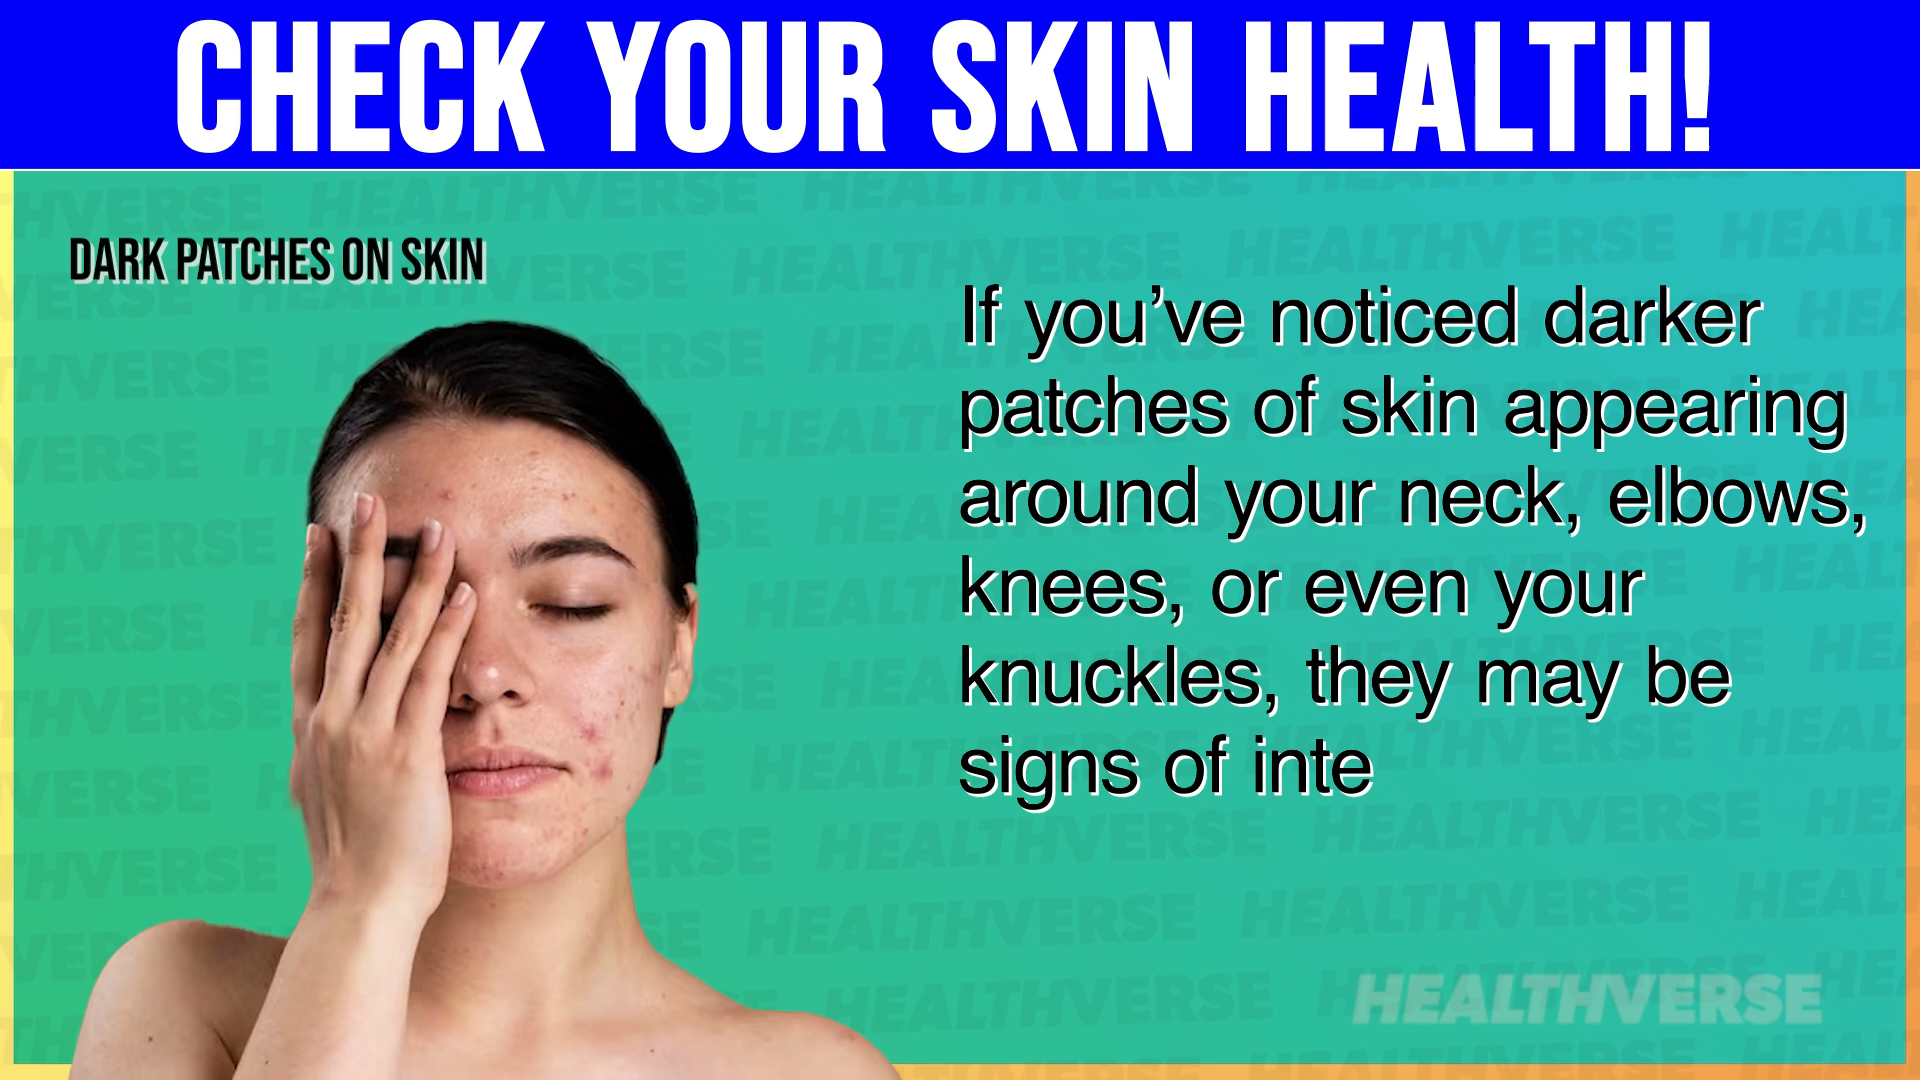 CHECK YOUR SKIN HEALTH!
DARK PATCHES ON SKIN
If you’ve noticed darker
patches of skin appearing
around your neck, elbows,
knees, or even your
knuckles, they may be
signs of inte
HEALTHVERSE